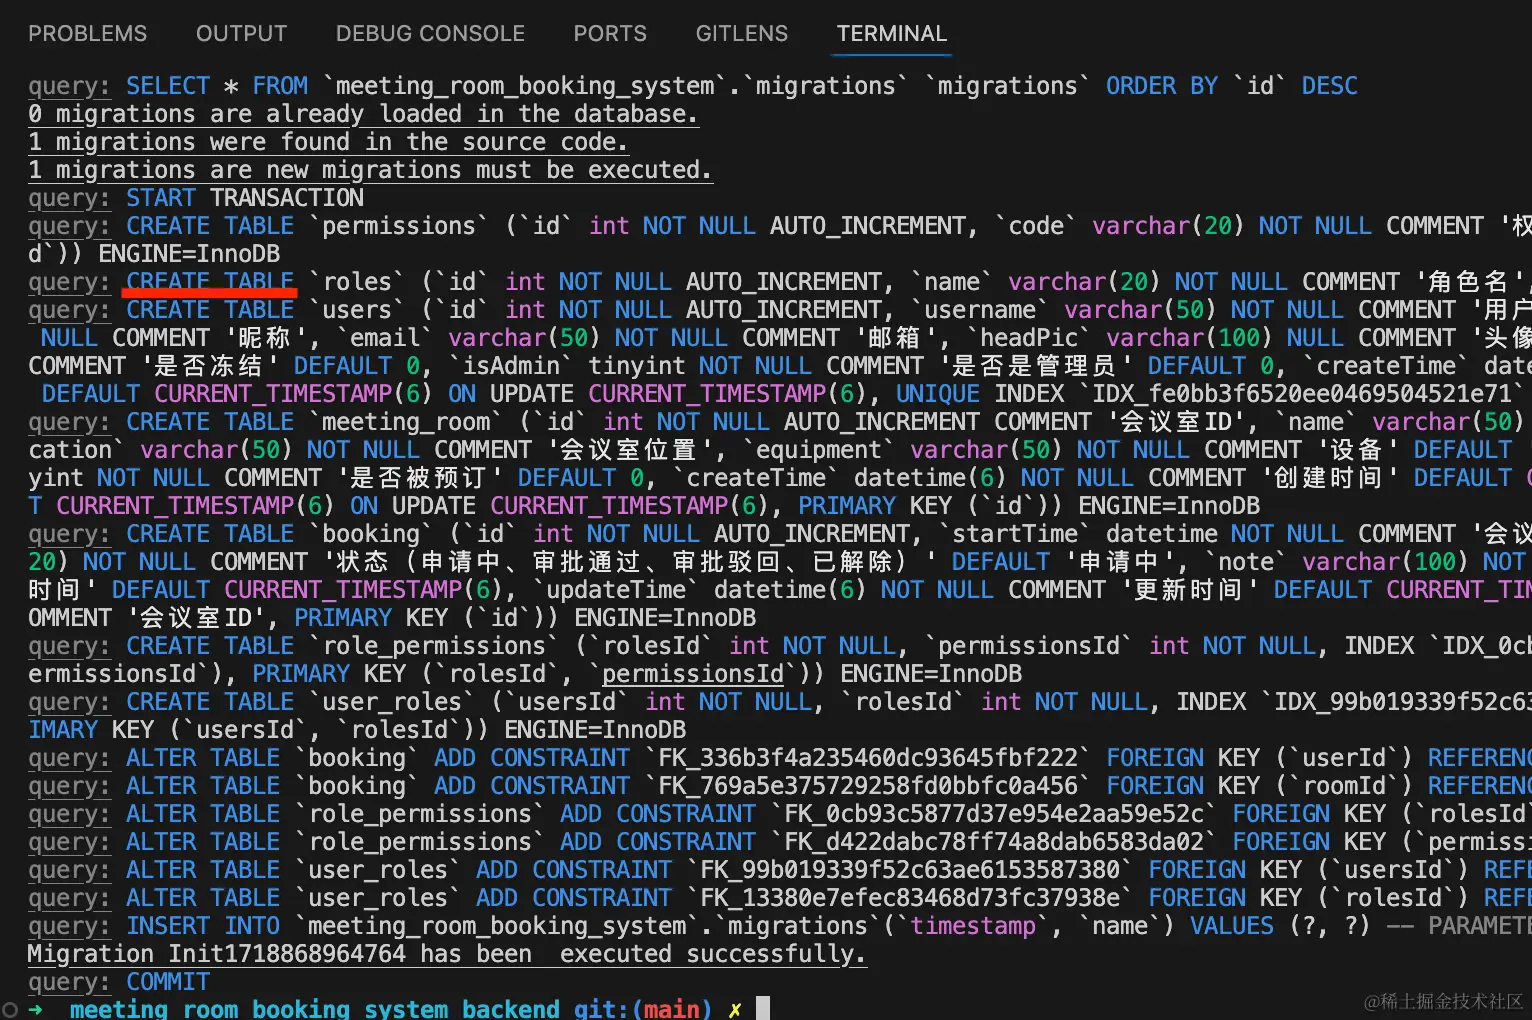 PROBLEMS OUTPUT DEBUG CONSOLE PORTS GITLENS TERMINAL
query: SELECT * FROM `meeting_room_booking_system`.`migrations` `migrations` ORDER BY `id` DESC
0 migrations are already loaded in the database.
1 migrations were found in the source code.
1 migrations are new migrations must be executed.
query: START TRANSACTION
query: CREATE TABLE `permissions` (`id` int NOT NULL AUTO_INCREMENT, `code` varchar(20) NOT NULL COMMENT '权
d`)) ENGINE=InnoDB
query: CREATE TABLE `roles` (`id` int NOT NULL AUTO_INCREMENT, `name` varchar(20) NOT NULL COMMENT '角色名',
query: CREATE TABLE `users` (`id` int NOT NULL AUTO_INCREMENT, `username` varchar(50) NOT NULL COMMENT '用户
NULL COMMENT '昵称', `email` varchar(50) NOT NULL COMMENT '邮箱', `headPic` varchar(100) NULL COMMENT '头像
COMMENT '是否冻结' DEFAULT 0, `isAdmin` tinyint NOT NULL COMMENT '是否是管理员' DEFAULT 0, `createTime` date
DEFAULT CURRENT_TIMESTAMP(6) ON UPDATE CURRENT_TIMESTAMP(6), UNIQUE INDEX `IDX_fe0bb3f6520ee0469504521e71`
query: CREATE TABLE `meeting_room` (`id` int NOT NULL AUTO_INCREMENT COMMENT '会议室ID', `name` varchar(50)
cation` varchar(50) NOT NULL COMMENT '会议室位置', `equipment` varchar(50) NOT NULL COMMENT '设备' DEFAULT
yint NOT NULL COMMENT '是否被预订' DEFAULT 0, `createTime` datetime(6) NOT NULL COMMENT '创建时间' DEFAULT C
T CURRENT_TIMESTAMP(6) ON UPDATE CURRENT_TIMESTAMP(6), PRIMARY KEY (`id`)) ENGINE=InnoDB
query: CREATE TABLE `booking` (`id` int NOT NULL AUTO_INCREMENT, `startTime` datetime NOT NULL COMMENT '会议
20) NOT NULL COMMENT '状态（申请中、审批通过、审批驳回、已解除）' DEFAULT '申请中', `note` varchar(100) NOT
时间' DEFAULT CURRENT_TIMESTAMP(6), `updateTime` datetime(6) NOT NULL COMMENT '更新时间' DEFAULT CURRENT_TIM
OMMENT '会议室ID', PRIMARY KEY (`id`)) ENGINE=InnoDB
query: CREATE TABLE `role_permissions` (`rolesId` int NOT NULL, `permissionsId` int NOT NULL, INDEX `IDX_0cb
ermissionsId`), PRIMARY KEY (`rolesId`, `permissionsId`)) ENGINE=InnoDB
query: CREATE TABLE `user_roles` (`usersId` int NOT NULL, `rolesId` int NOT NULL, INDEX `IDX_99b019339f52c63
IMARY KEY (`usersId`, `rolesId`)) ENGINE=InnoDB
query: ALTER TABLE `booking` ADD CONSTRAINT `FK_336b3f4a235460dc93645fbf222` FOREIGN KEY (`userId`) REFERENC
query: ALTER TABLE `booking` ADD CONSTRAINT `FK_769a5e375729258fd0bbfc0a456` FOREIGN KEY (`roomId`) REFERENC
query: ALTER TABLE `role_permissions` ADD CONSTRAINT `FK_0cb93c5877d37e954e2aa59e52c` FOREIGN KEY (`rolesId`
query: ALTER TABLE `role_permissions` ADD CONSTRAINT `FK_d422dabc78ff74a8dab6583da02` FOREIGN KEY (`permissi
query: ALTER TABLE `user_roles` ADD CONSTRAINT `FK_99b019339f52c63ae6153587380` FOREIGN KEY (`usersId`) REFE
query: ALTER TABLE `user_roles` ADD CONSTRAINT `FK_13380e7efec83468d73fc37938e` FOREIGN KEY (`rolesId`) REFE
query: INSERT INTO `meeting_room_booking_system`.`migrations`(`timestamp`, `name`) VALUES (?, ?) -- PARAMETE
Migration Init1718868964764 has been  executed successfully.
query: COMMIT
➜ meeting_room_booking_system_backend git:(main) ✗
@稀土掘金技术社区